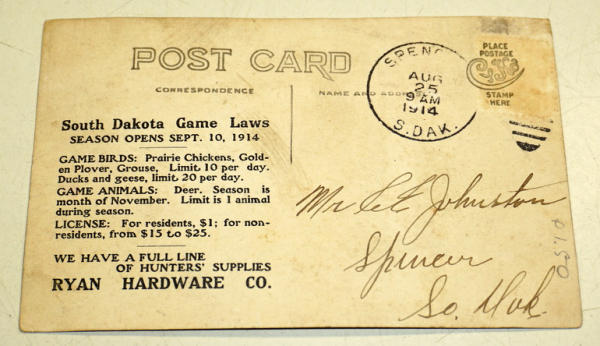 POST CARD
CORRESPONDENCE
NAME AND ADDRE
SPENC
AUG
25
9 AM
1914
S. DAK.
PLACE
POSTAGE
STAMP
HERE
South Dakota Game Laws
SEASON OPENS SEPT. 10, 1914
GAME BIRDS: Prairie Chickens, Gold-
en Plover, Grouse, Limit 10 per day.
Ducks and geese, limit 20 per day.
GAME ANIMALS: Deer. Season is
month of November. Limit is 1 animal
during season.
LICENSE: For residents, $1; for non-
residents, from $15 to $25.
WE HAVE A FULL LINE
OF HUNTERS' SUPPLIES
RYAN HARDWARE CO.
Mr C E Johnston
Spencer
So. Dak.